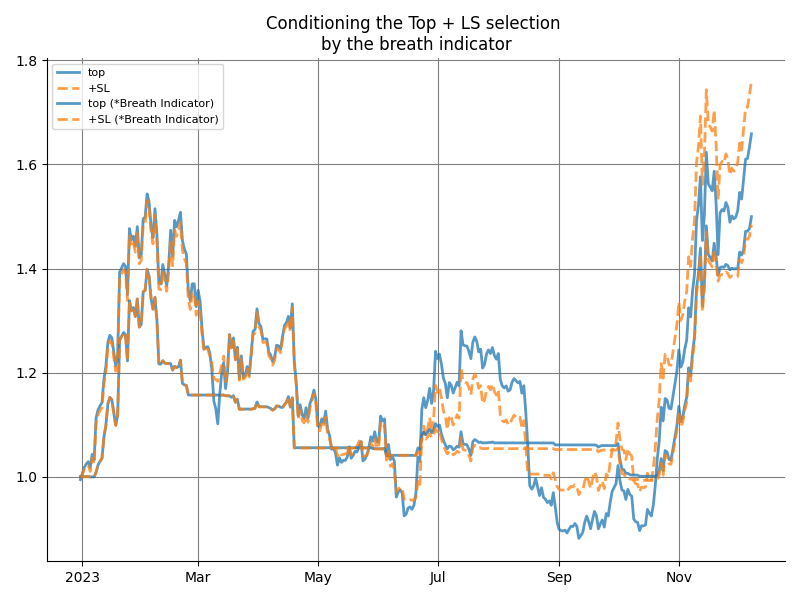 Conditioning the Top + LS selection
by the breath indicator
1.8
top
+SL
top (*Breath Indicator)
+SL (*Breath Indicator)
1.6
1.4
1.2
1.0
2023 Mar May Jul Sep Nov